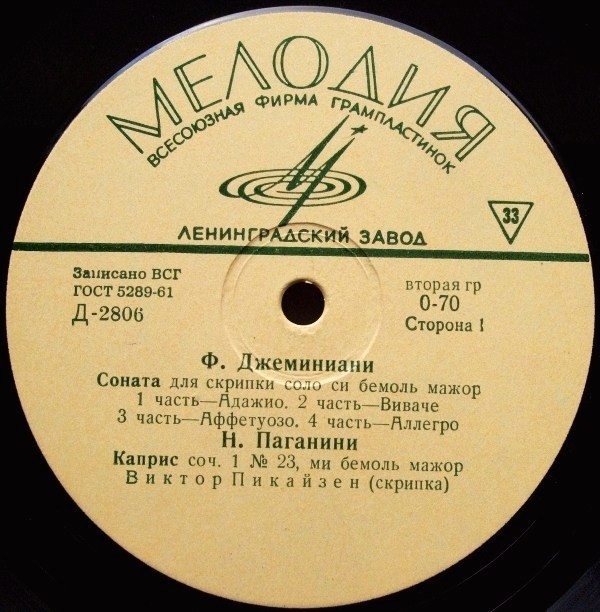 МЕЛОДИЯ
ВСЕСОЮЗНАЯ ФИРМА ГРАМПЛАСТИНОК
ЛЕНИНГРАДСКИЙ ЗАВОД
33
Записано ВСГ
ГОСТ 5289-61
Д-2806
вторая гр
0-70
Сторона 1
Ф. Джеминиани
Соната для скрипки соло си бемоль мажор
1 часть—Адажио. 2 часть—Виваче
3 часть—Аффетуозо. 4 часть—Аллегро
Н. Паганини
Каприс соч. 1 № 23, ми бемоль мажор
Виктор Пикайзен (скрипка)